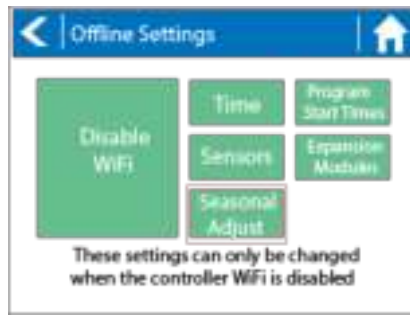 Offline Settings
Disable
WiFi
Time
Program
Start Times
Sensors
Expansion
Modules
Seasonal
Adjust
These settings can only be changed
when the controller WiFi is disabled